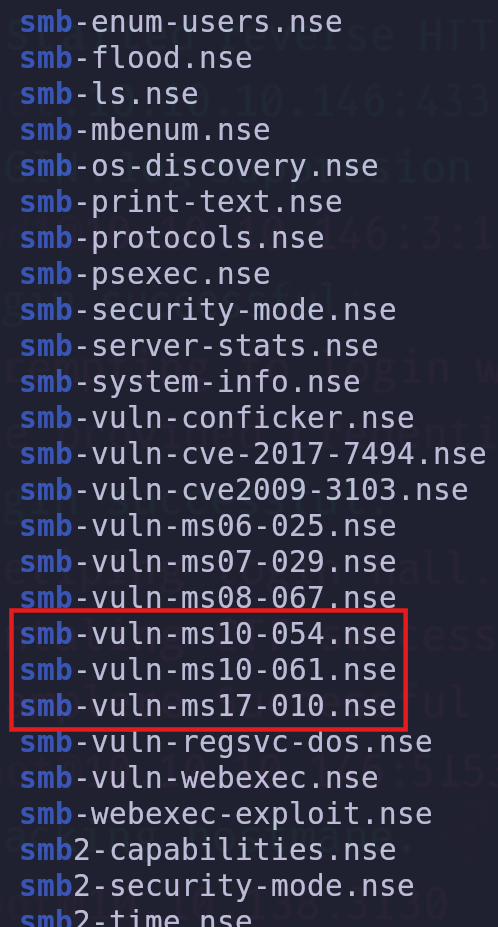 smb-enum-users.nse
smb-flood.nse
smb-ls.nse
smb-mbenum.nse
smb-os-discovery.nse
smb-print-text.nse
smb-protocols.nse
smb-psexec.nse
smb-security-mode.nse
smb-server-stats.nse
smb-system-info.nse
smb-vuln-conficker.nse
smb-vuln-cve-2017-7494.nse
smb-vuln-cve2009-3103.nse
smb-vuln-ms06-025.nse
smb-vuln-ms07-029.nse
smb-vuln-ms08-067.nse
smb-vuln-ms10-054.nse
smb-vuln-ms10-061.nse
smb-vuln-ms17-010.nse
smb-vuln-regsvc-dos.nse
smb-vuln-webexec.nse
smb-webexec-exploit.nse
smb2-capabilities.nse
smb2-security-mode.nse
smb2-time.nse